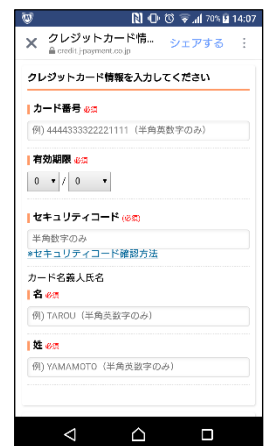 70% 14:07
クレジットカード情...
credit.j-payment.co.jp
シェアする
クレジットカード情報を入力してください
カード番号 必須
例) 4444333322221111 (半角英数字のみ)
有効期限 必須
0 / 0
セキュリティコード (必須)
半角数字のみ
※セキュリティコード確認方法
カード名義人氏名
名 必須
例) TAROU (半角英数字のみ)
姓 必須
例) YAMAMOTO (半角英数字のみ)